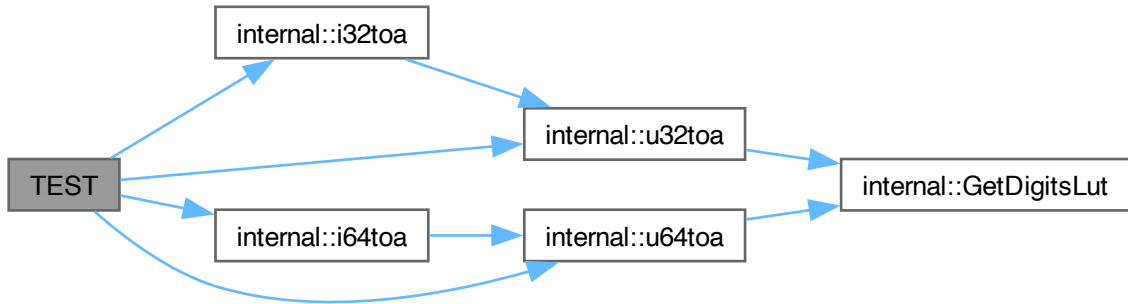 internal::i32toa
internal::u32toa
TEST
internal::GetDigitsLut
internal::i64toa
internal::u64toa